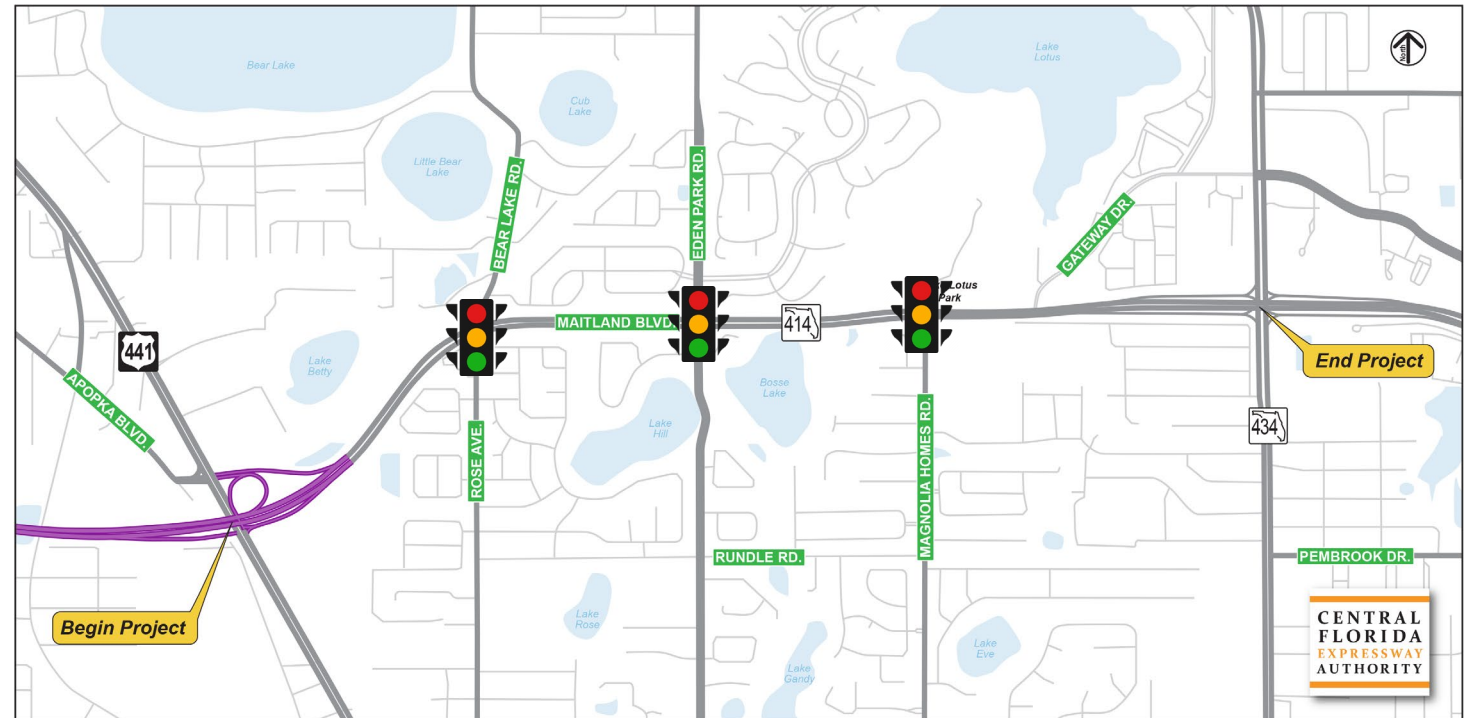 Bear Lake
Cub
Lake
Little Bear
Lake
Lake
Lotus
North
BEAR LAKE RD.
EDEN PARK RD.
GATEWAY DR.
Lotus
Park
MAITLAND BLVD.
414
441
APOPKA BLVD.
Lake
Betty
Bosse
Lake
Lake
Hill
End Project
434
ROSE AVE.
MAGNOLIA HOMES RD.
RUNDLE RD.
PEMBROOK DR.
Begin Project
Lake
Rose
Lake
Eve
Lake
Gandy
CENTRAL
FLORIDA
EXPRESSWAY
AUTHORITY